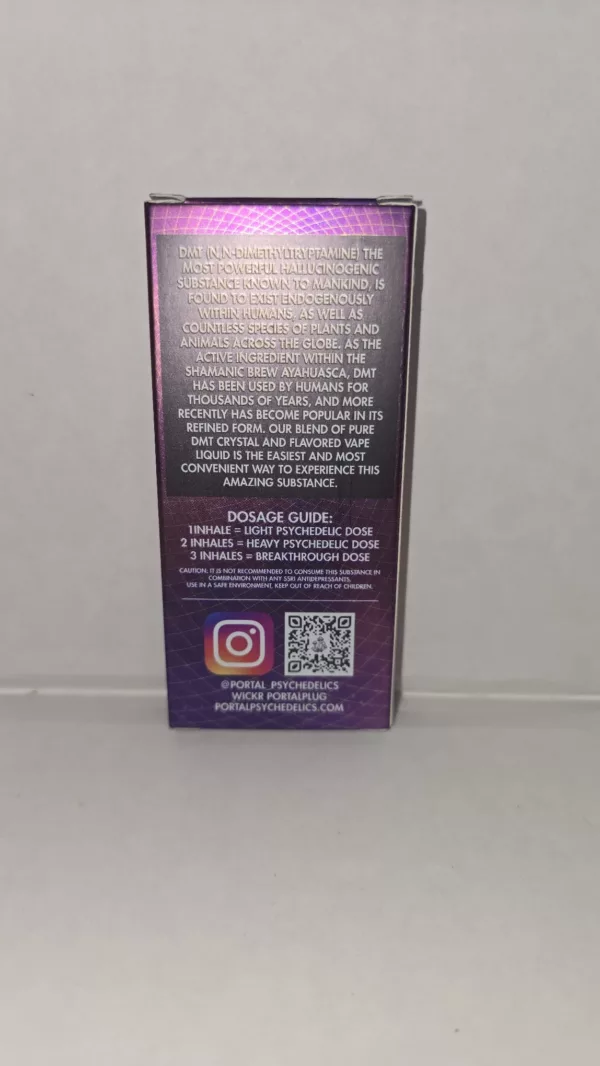 DMT (N,N-DIMETHYLTRYPTAMINE) THE
MOST POWERFUL HALLUCINOGENIC
SUBSTANCE KNOWN TO MANKIND, IS
FOUND TO EXIST ENDOGENOUSLY
WITHIN HUMANS, AS WELL AS
COUNTLESS SPECIES OF PLANTS AND
ANIMALS ACROSS THE GLOBE. AS THE
ACTIVE INGREDIENT WITHIN THE
SHAMANIC BREW AYAHUASCA, DMT
HAS BEEN USED BY HUMANS FOR
THOUSANDS OF YEARS, AND MORE
RECENTLY HAS BECOME POPULAR IN ITS
REFINED FORM. OUR BLEND OF PURE
DMT CRYSTAL AND FLAVORED VAPE
LIQUID IS THE EASIEST AND MOST
CONVENIENT WAY TO EXPERIENCE THIS
AMAZING SUBSTANCE.
DOSAGE GUIDE:
1 INHALE = LIGHT PSYCHEDELIC DOSE
2 INHALES = HEAVY PSYCHEDELIC DOSE
3 INHALES = BREAKTHROUGH DOSE
CAUTION: IT IS NOT RECOMMENDED TO CONSUME THIS SUBSTANCE IN
COMBINATION WITH ANY SSRI ANTIDEPRESSANTS.
USE IN A SAFE ENVIRONMENT, KEEP OUT OF REACH OF CHILDREN.
@PORTAL_PSYCHEDELICS
WICKR PORTALPLUG
PORTALPSYCHEDELICS.COM